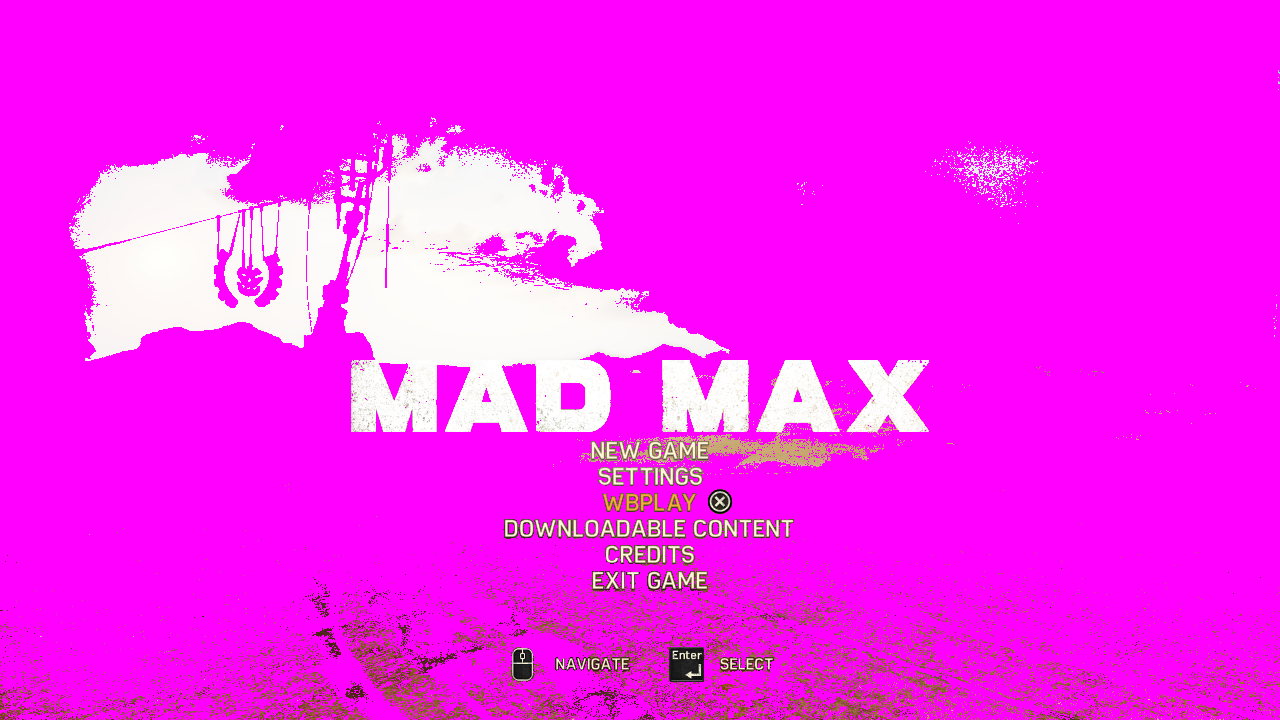 MAD MAX
NEW GAME
SETTINGS
WBPLAY
DOWNLOADABLE CONTENT
CREDITS
EXIT GAME
NAVIGATE Enter SELECT